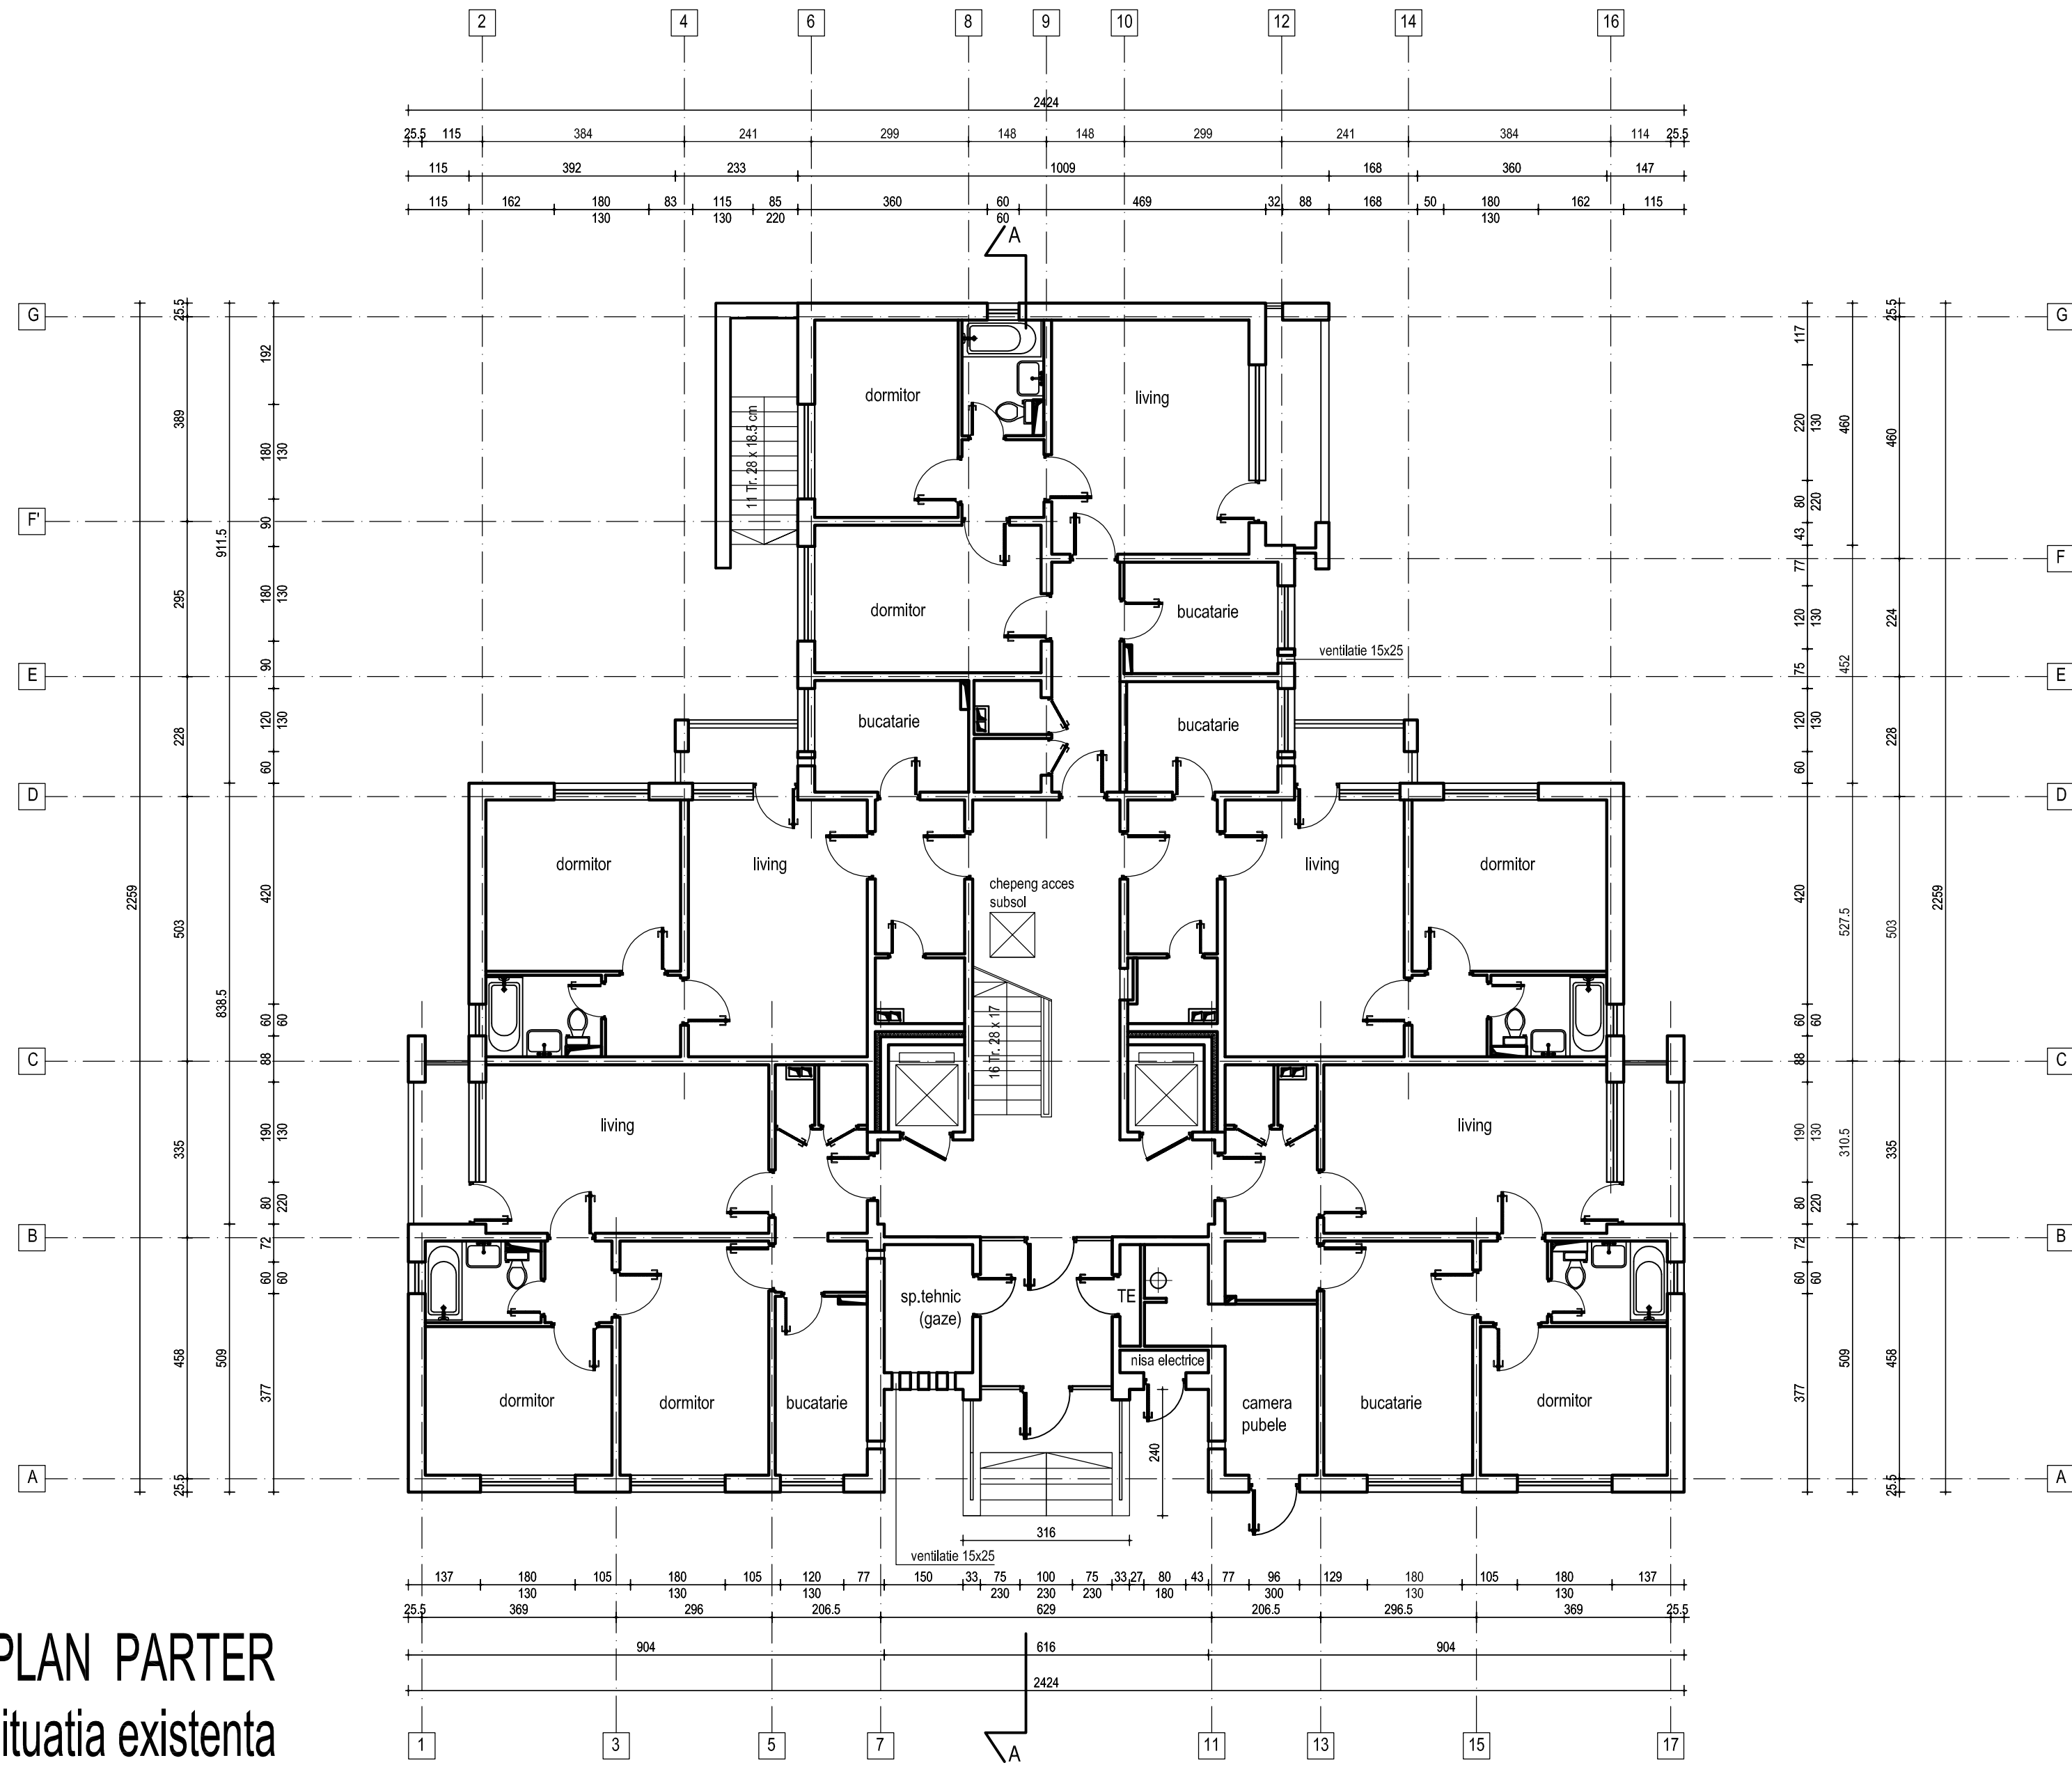 2 4 6 8 9 10 12 14 16
2424
25.5 115 384 241 299 148 148 299 241 384 114 25.5
115 392 233 1009 168 360 147
115 162 180 83 115 85 360 60 469 32 88 168 50 180 162 115
130 130 220 60 130
A
G
F'
E
D
C
B
A
2259
25.5
389
295
228
503
335
458
25.5
911.5
838.5
509
192
180 130
90
180 130
90
120 130
60
420
60 60
88
190 130
80 220
72
60 60
377
11 Tr. 28 x 18.5 cm
dormitor
living
dormitor
bucatarie
ventilatie 15x25
bucatarie
bucatarie
dormitor
living
living
dormitor
chepeng acces
subsol
16 Tr. 28 x 17
living
living
sp.tehnic
(gaze)
TE
nisa electrice
dormitor
dormitor
bucatarie
camera
pubele
bucatarie
dormitor
240
316
ventilatie 15x25
117
220 130
80 220
43
77
120 130
75
120 130
60
420
60 60
88
190 130
80 220
72
60 60
377
460
452
527.5
310.5
509
25.5
460
224
228
503
335
458
25.5
2259
G
F
E
D
C
B
A
137 180 105 180 105 120 77 150 33 75 100 75 33 27 80 43 77 96 129 180 105 180 137
130 130 130 230 230 230 180 300 130 130
25.5 369 296 206.5 629 206.5 296.5 369 25.5
904 616 904
2424
1 3 5 7 11 13 15 17
A
PLAN PARTER
ituatia existenta